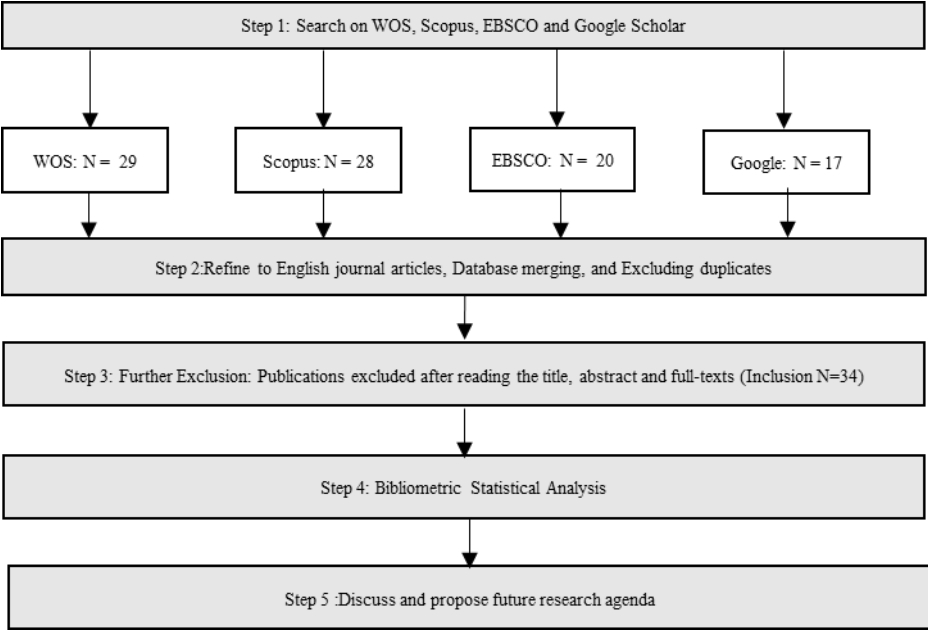 Step 1: Search on WOS, Scopus, EBSCO and Google Scholar
WOS: N = 29
Scopus: N = 28
EBSCO: N = 20
Google: N = 17
Step 2:Refine to English journal articles, Database merging, and Excluding duplicates
Step 3: Further Exclusion: Publications excluded after reading the title, abstract and full-texts (Inclusion N=34)
Step 4: Bibliometric Statistical Analysis
Step 5 :Discuss and propose future research agenda